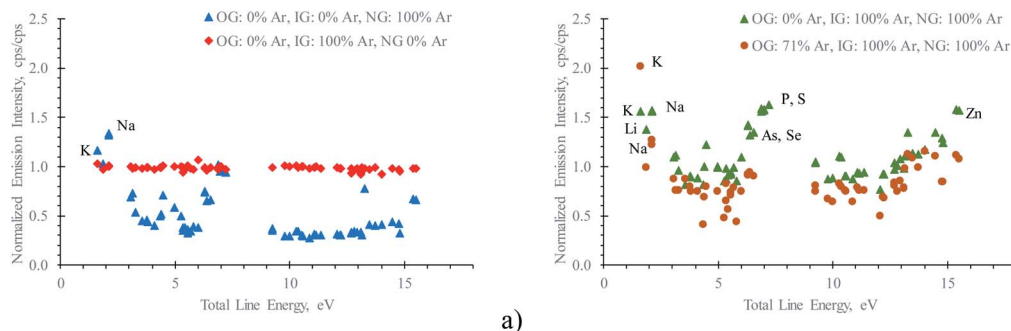 OG: 0% Ar, IG: 0% Ar, NG: 100% Ar
OG: 0% Ar, IG: 100% Ar, NG 0% Ar
Normalized Emission Intensity, cps/cps
2.5
2.0
1.5
1.0
0.5
0.0
K
Na
0
5
10
15
Total Line Energy, eV
OG: 0% Ar, IG: 100% Ar, NG: 100% Ar
OG: 71% Ar, IG: 100% Ar, NG: 100% Ar
Normalized Emission Intensity, cps/cps
2.5
2.0
1.5
1.0
0.5
0.0
K
K
Na
Li
Na
P, S
As, Se
Zn
0
5
10
15
Total Line Energy, eV
a)